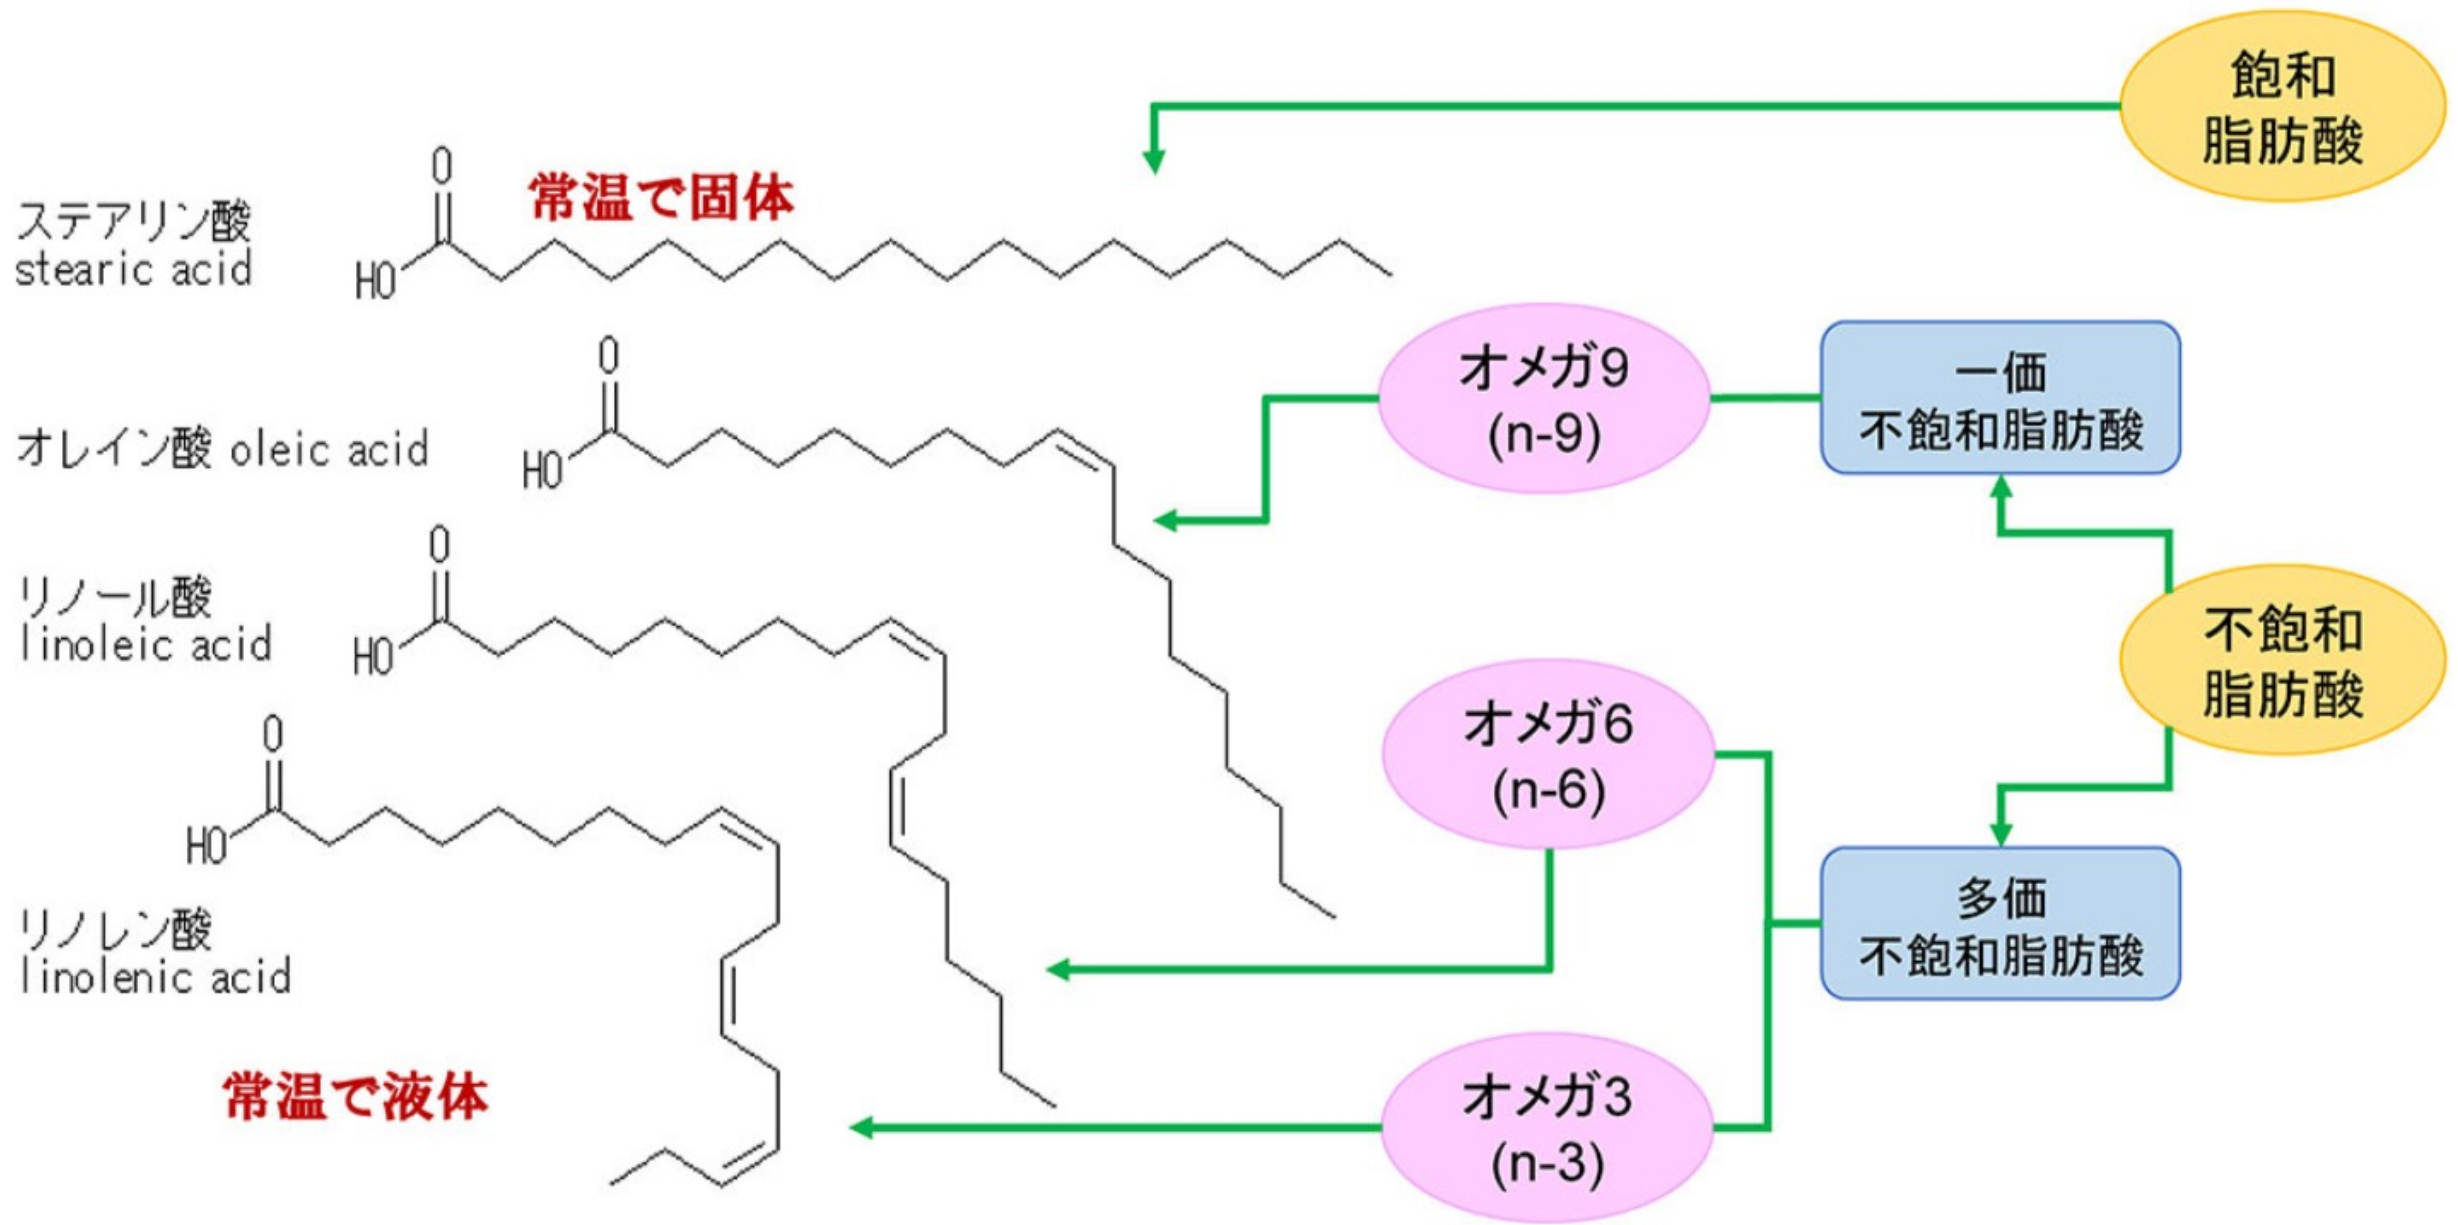 飽和
脂肪酸
O
常温で固体
ステアリン酸
stearic acid
HO
O
オメガ9
(n-9)
一価
不飽和脂肪酸
オレイン酸 oleic acid
HO
O
リノール酸
linoleic acid
HO
不飽和
脂肪酸
オメガ6
(n-6)
O
HO
多価
不飽和脂肪酸
リノレン酸
linolenic acid
常温で液体
オメガ3
(n-3)